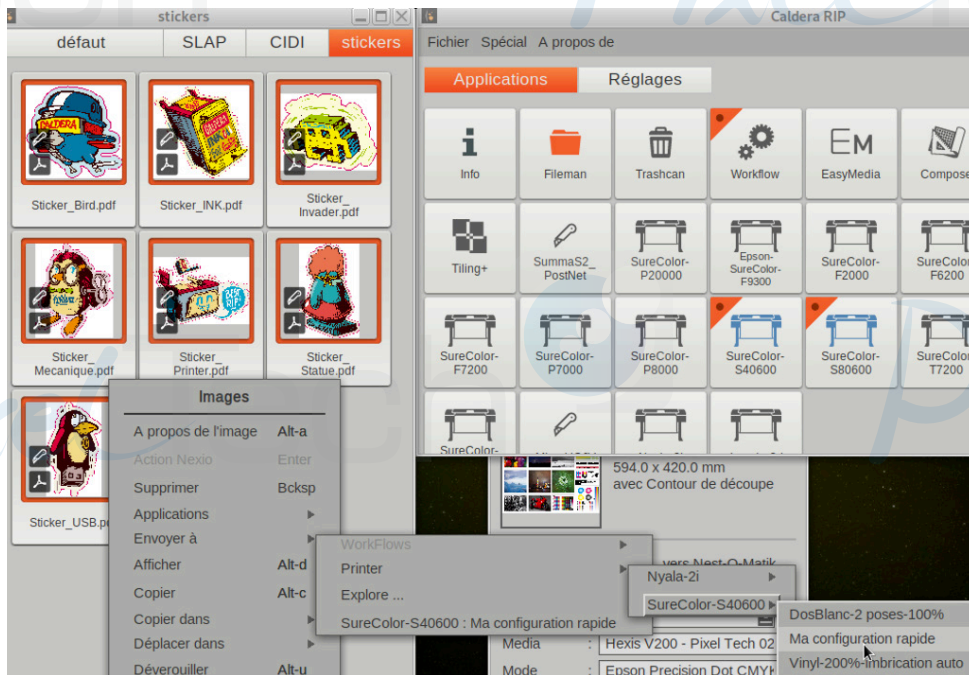 stickers
défaut
SLAP
CIDI
stickers
Sticker_Bird.pdf
Sticker_INK.pdf
Sticker_
Invader.pdf
Sticker_
Mecanique.pdf
Sticker_
Printer.pdf
Sticker_
Statue.pdf
Sticker_USB.p
Caldera RIP
Fichier Spécial A propos de
Applications
Réglages
Info
Fileman
Trashcan
Workflow
EasyMedia
Compose
Tiling+
SummaS2_
PostNet
SureColor-
P20000
Epson-
SureColor-
F9300
SureColor-
F2000
SureColor
F6200
SureColor-
F7200
SureColor-
P7000
SureColor-
P8000
SureColor-
S40600
SureColor-
S80600
SureColor
T7200
SureColor-
594.0 x 420.0 mm
avec Contour de découpe
vers Nest-O-Matik
Images
A propos de l'image Alt-a
Action Nexio Enter
Supprimer Bcksp
Applications
Envoyer à
Afficher Alt-d
Copier Alt-c
Copier dans
Déplacer dans
Déverouiller Alt-u
WorkFlows
Printer
Explore ...
SureColor-S40600 : Ma configuration rapide
Nyala-2i
SureColor-S40600
DosBlanc-2 poses-100%
Ma configuration rapide
Vinyl-200%-imbrication auto
Media : Hexis V200 - Pixel Tech 02
Mode : Epson Precision Dot CMYK